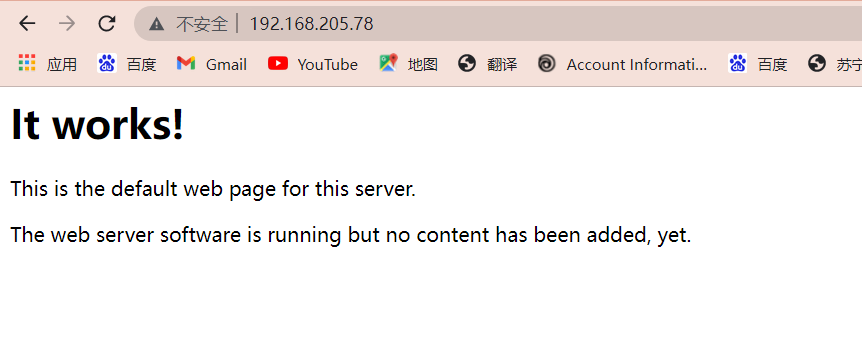 不安全 | 192.168.205.78
应用 百度 Gmail YouTube 地图 翻译 Account Informati... 百度 苏宁
It works!
This is the default web page for this server.
The web server software is running but no content has been added, yet.